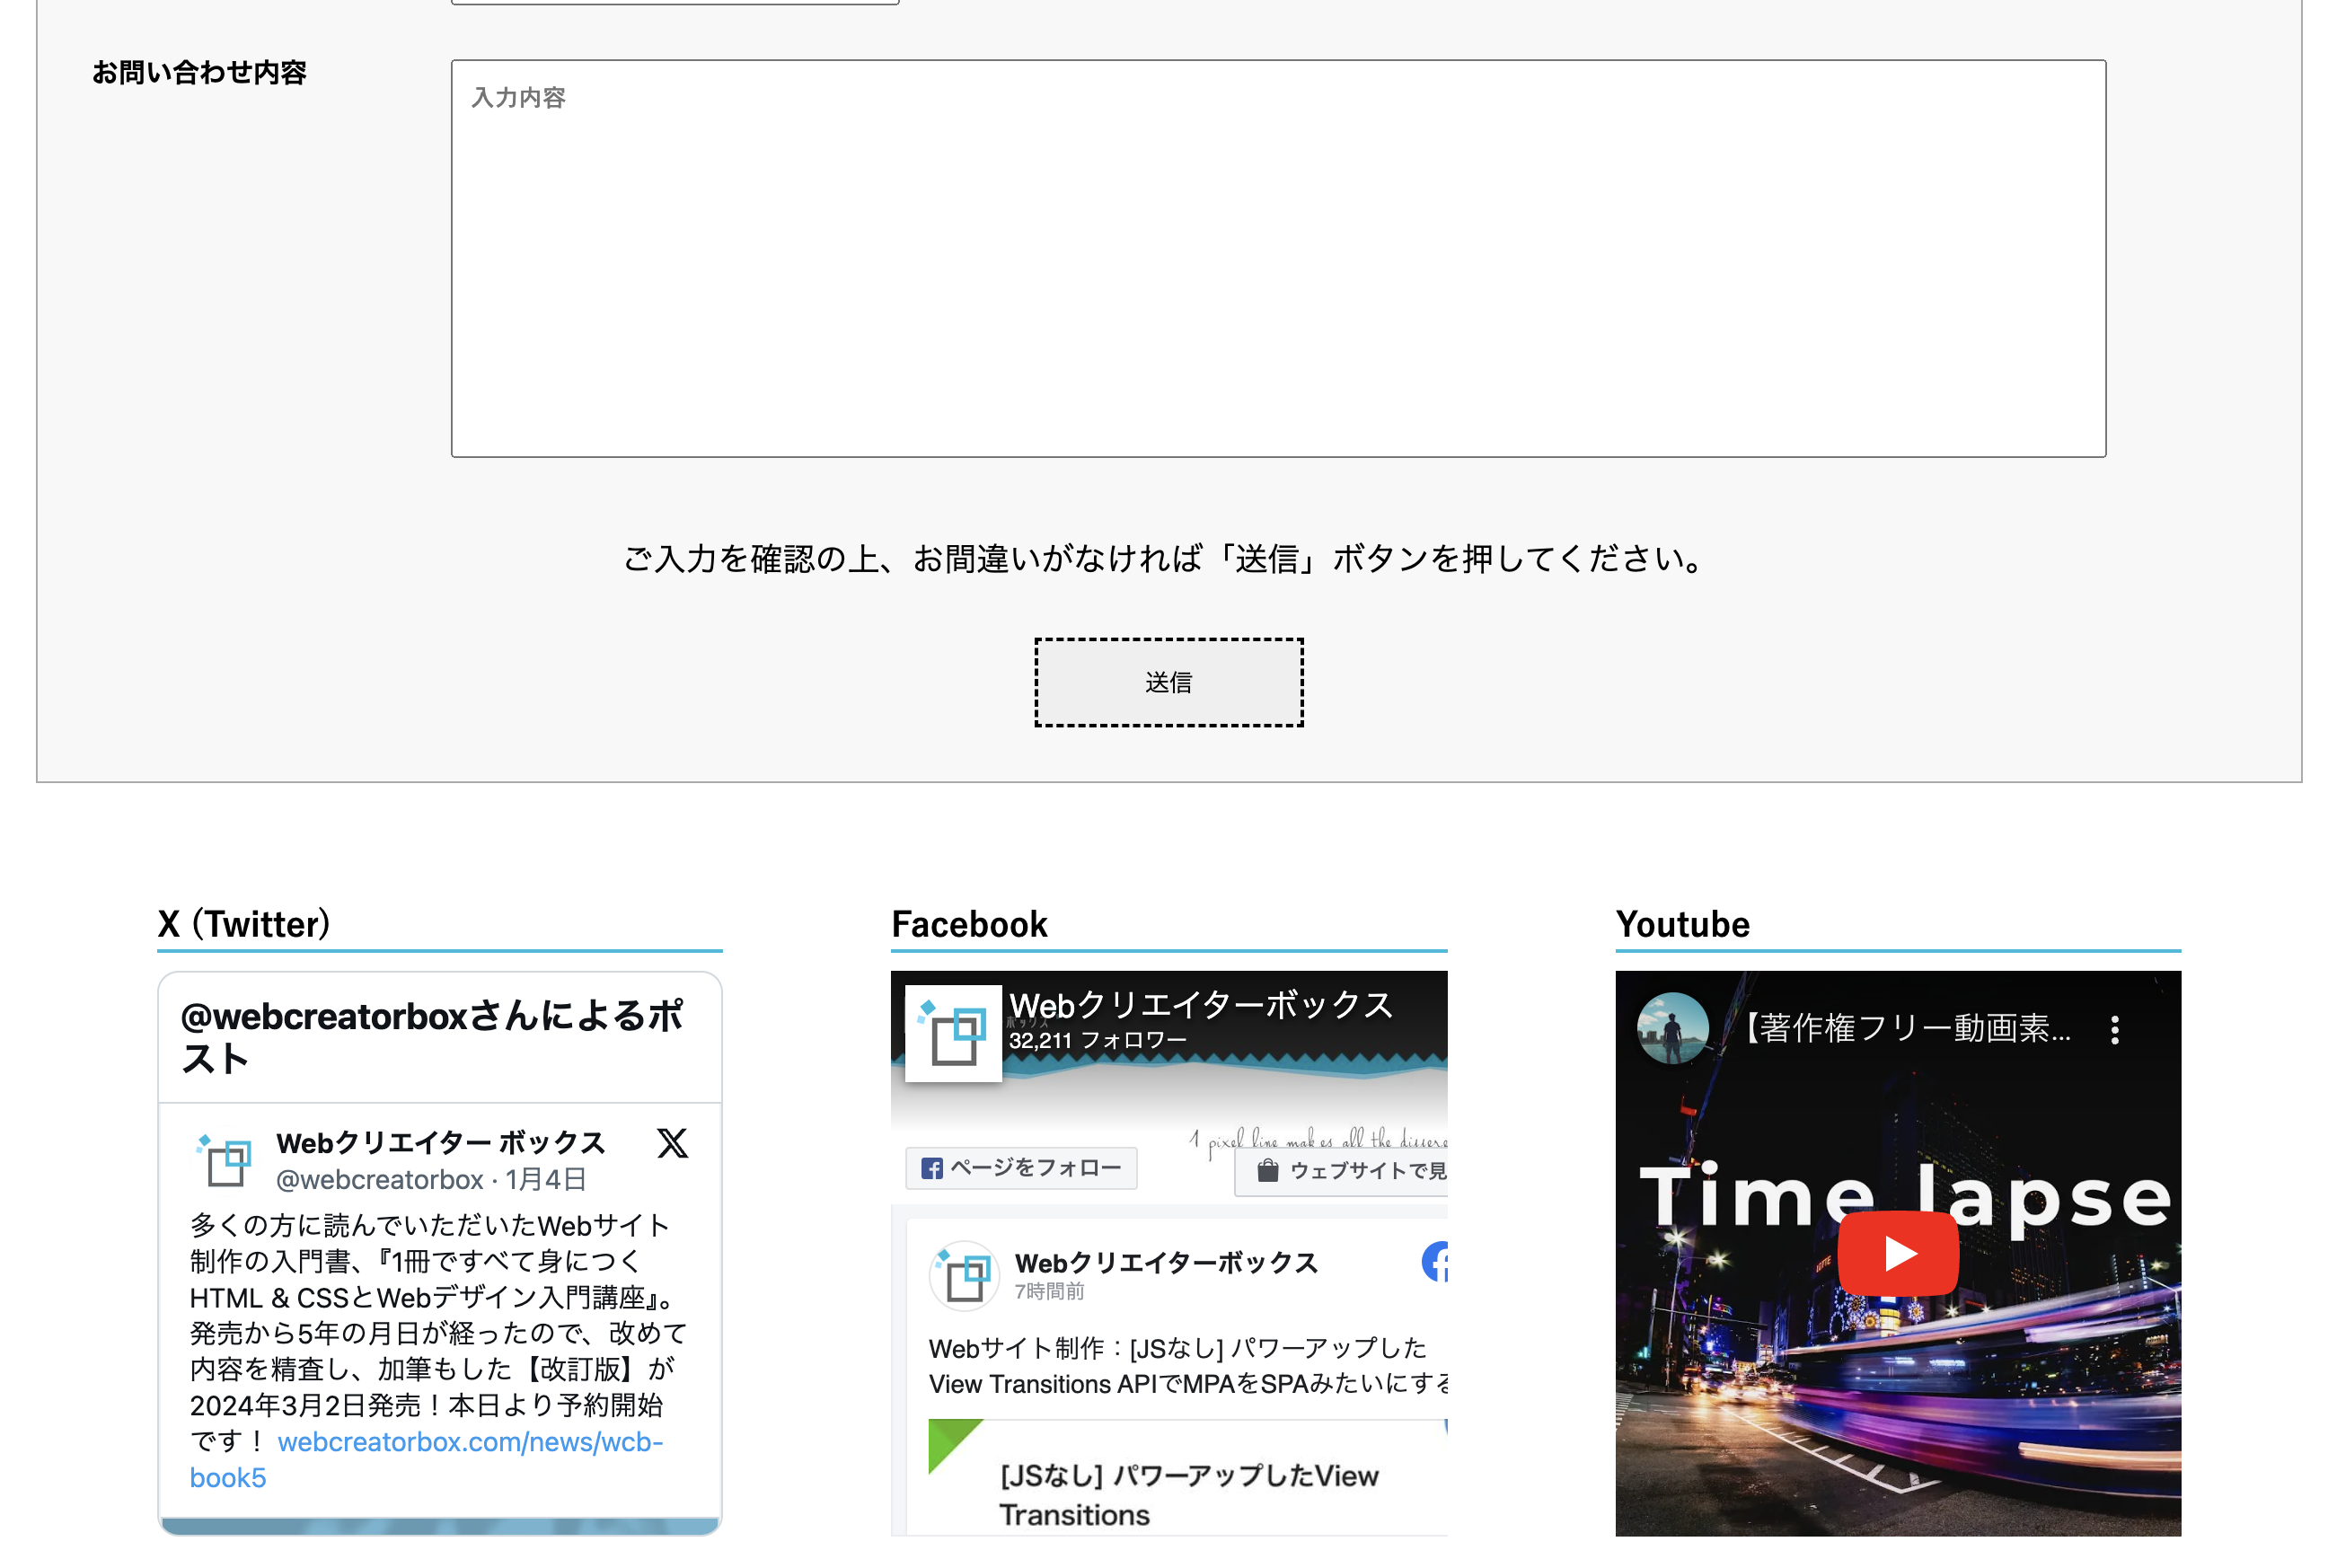 お問い合わせ内容
入力内容
ご入力を確認の上、お間違いがなければ「送信」ボタンを押してください。
送信
X (Twitter)
@webcreatorboxさんによるポ
スト
Webクリエイター ボックス
@webcreatorbox · 1月4日
多くの方に読んでいただいたWebサイト
制作の入門書、『1冊ですべて身につく
HTML & CSSとWebデザイン入門講座』。
発売から5年の月日が経ったので、改めて
内容を精査し、加筆もした【改訂版】が
2024年3月2日発売！本日より予約開始
です！ webcreatorbox.com/news/wcb-
book5
Facebook
Webクリエイターボックス
32,211 フォロワー
1 pixel line makes all the differe
ページをフォロー
ウェブサイトで見
Webクリエイターボックス
7時間前
Webサイト制作：[JSなし] パワーアップした
View Transitions APIでMPAをSPAみたいにする
[JSなし] パワーアップしたView
Transitions
Youtube
【著作権フリー動画素...
Time lapse